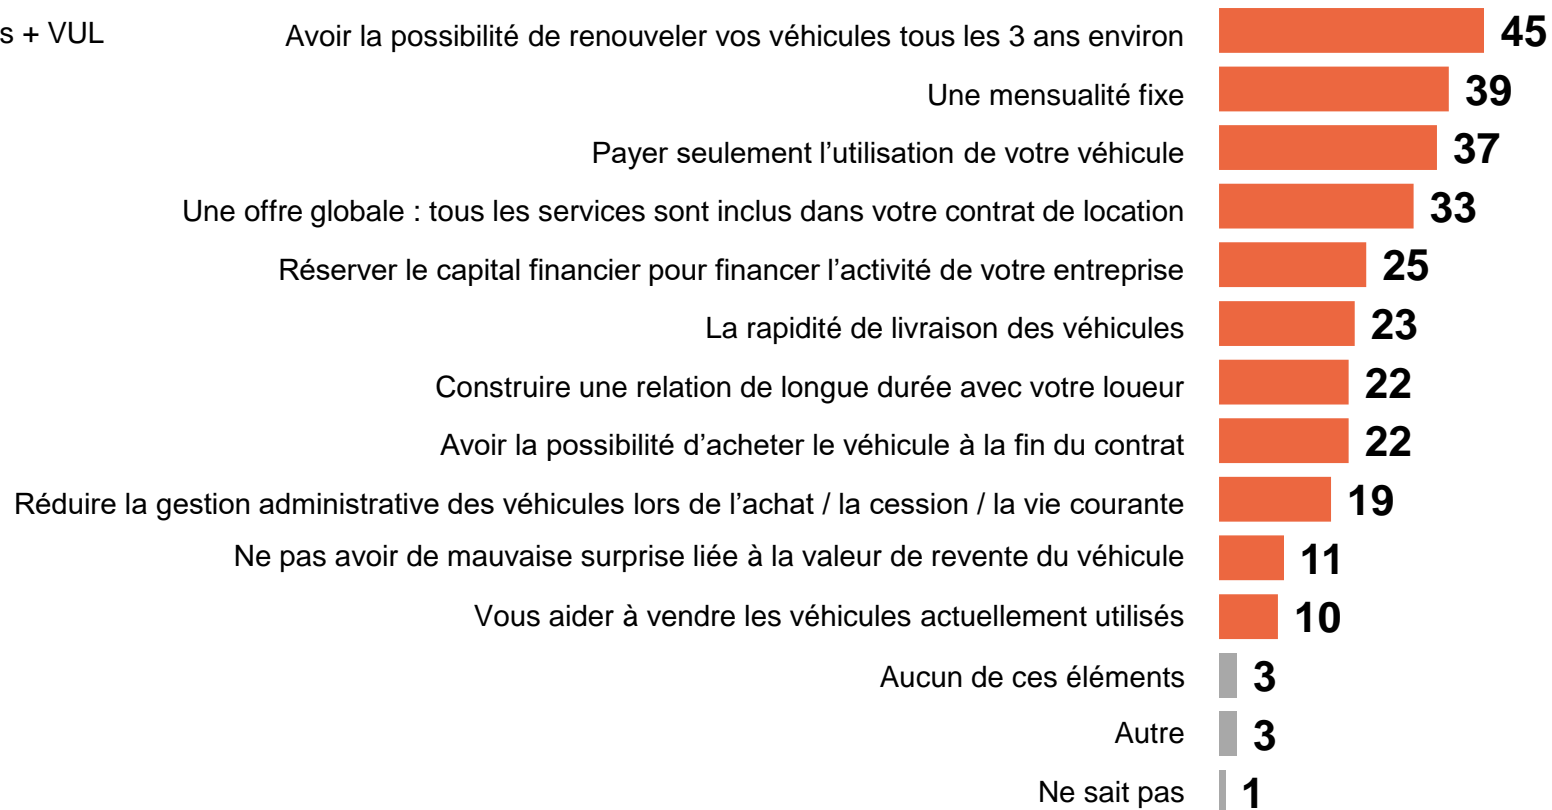 s + VUL
Avoir la possibilité de renouveler vos véhicules tous les 3 ans environ 45
Une mensualité fixe 39
Payer seulement l’utilisation de votre véhicule 37
Une offre globale : tous les services sont inclus dans votre contrat de location 33
Réserver le capital financier pour financer l’activité de votre entreprise 25
La rapidité de livraison des véhicules 23
Construire une relation de longue durée avec votre loueur 22
Avoir la possibilité d’acheter le véhicule à la fin du contrat 22
Réduire la gestion administrative des véhicules lors de l’achat / la cession / la vie courante 19
Ne pas avoir de mauvaise surprise liée à la valeur de revente du véhicule 11
Vous aider à vendre les véhicules actuellement utilisés 10
Aucun de ces éléments 3
Autre 3
Ne sait pas 1